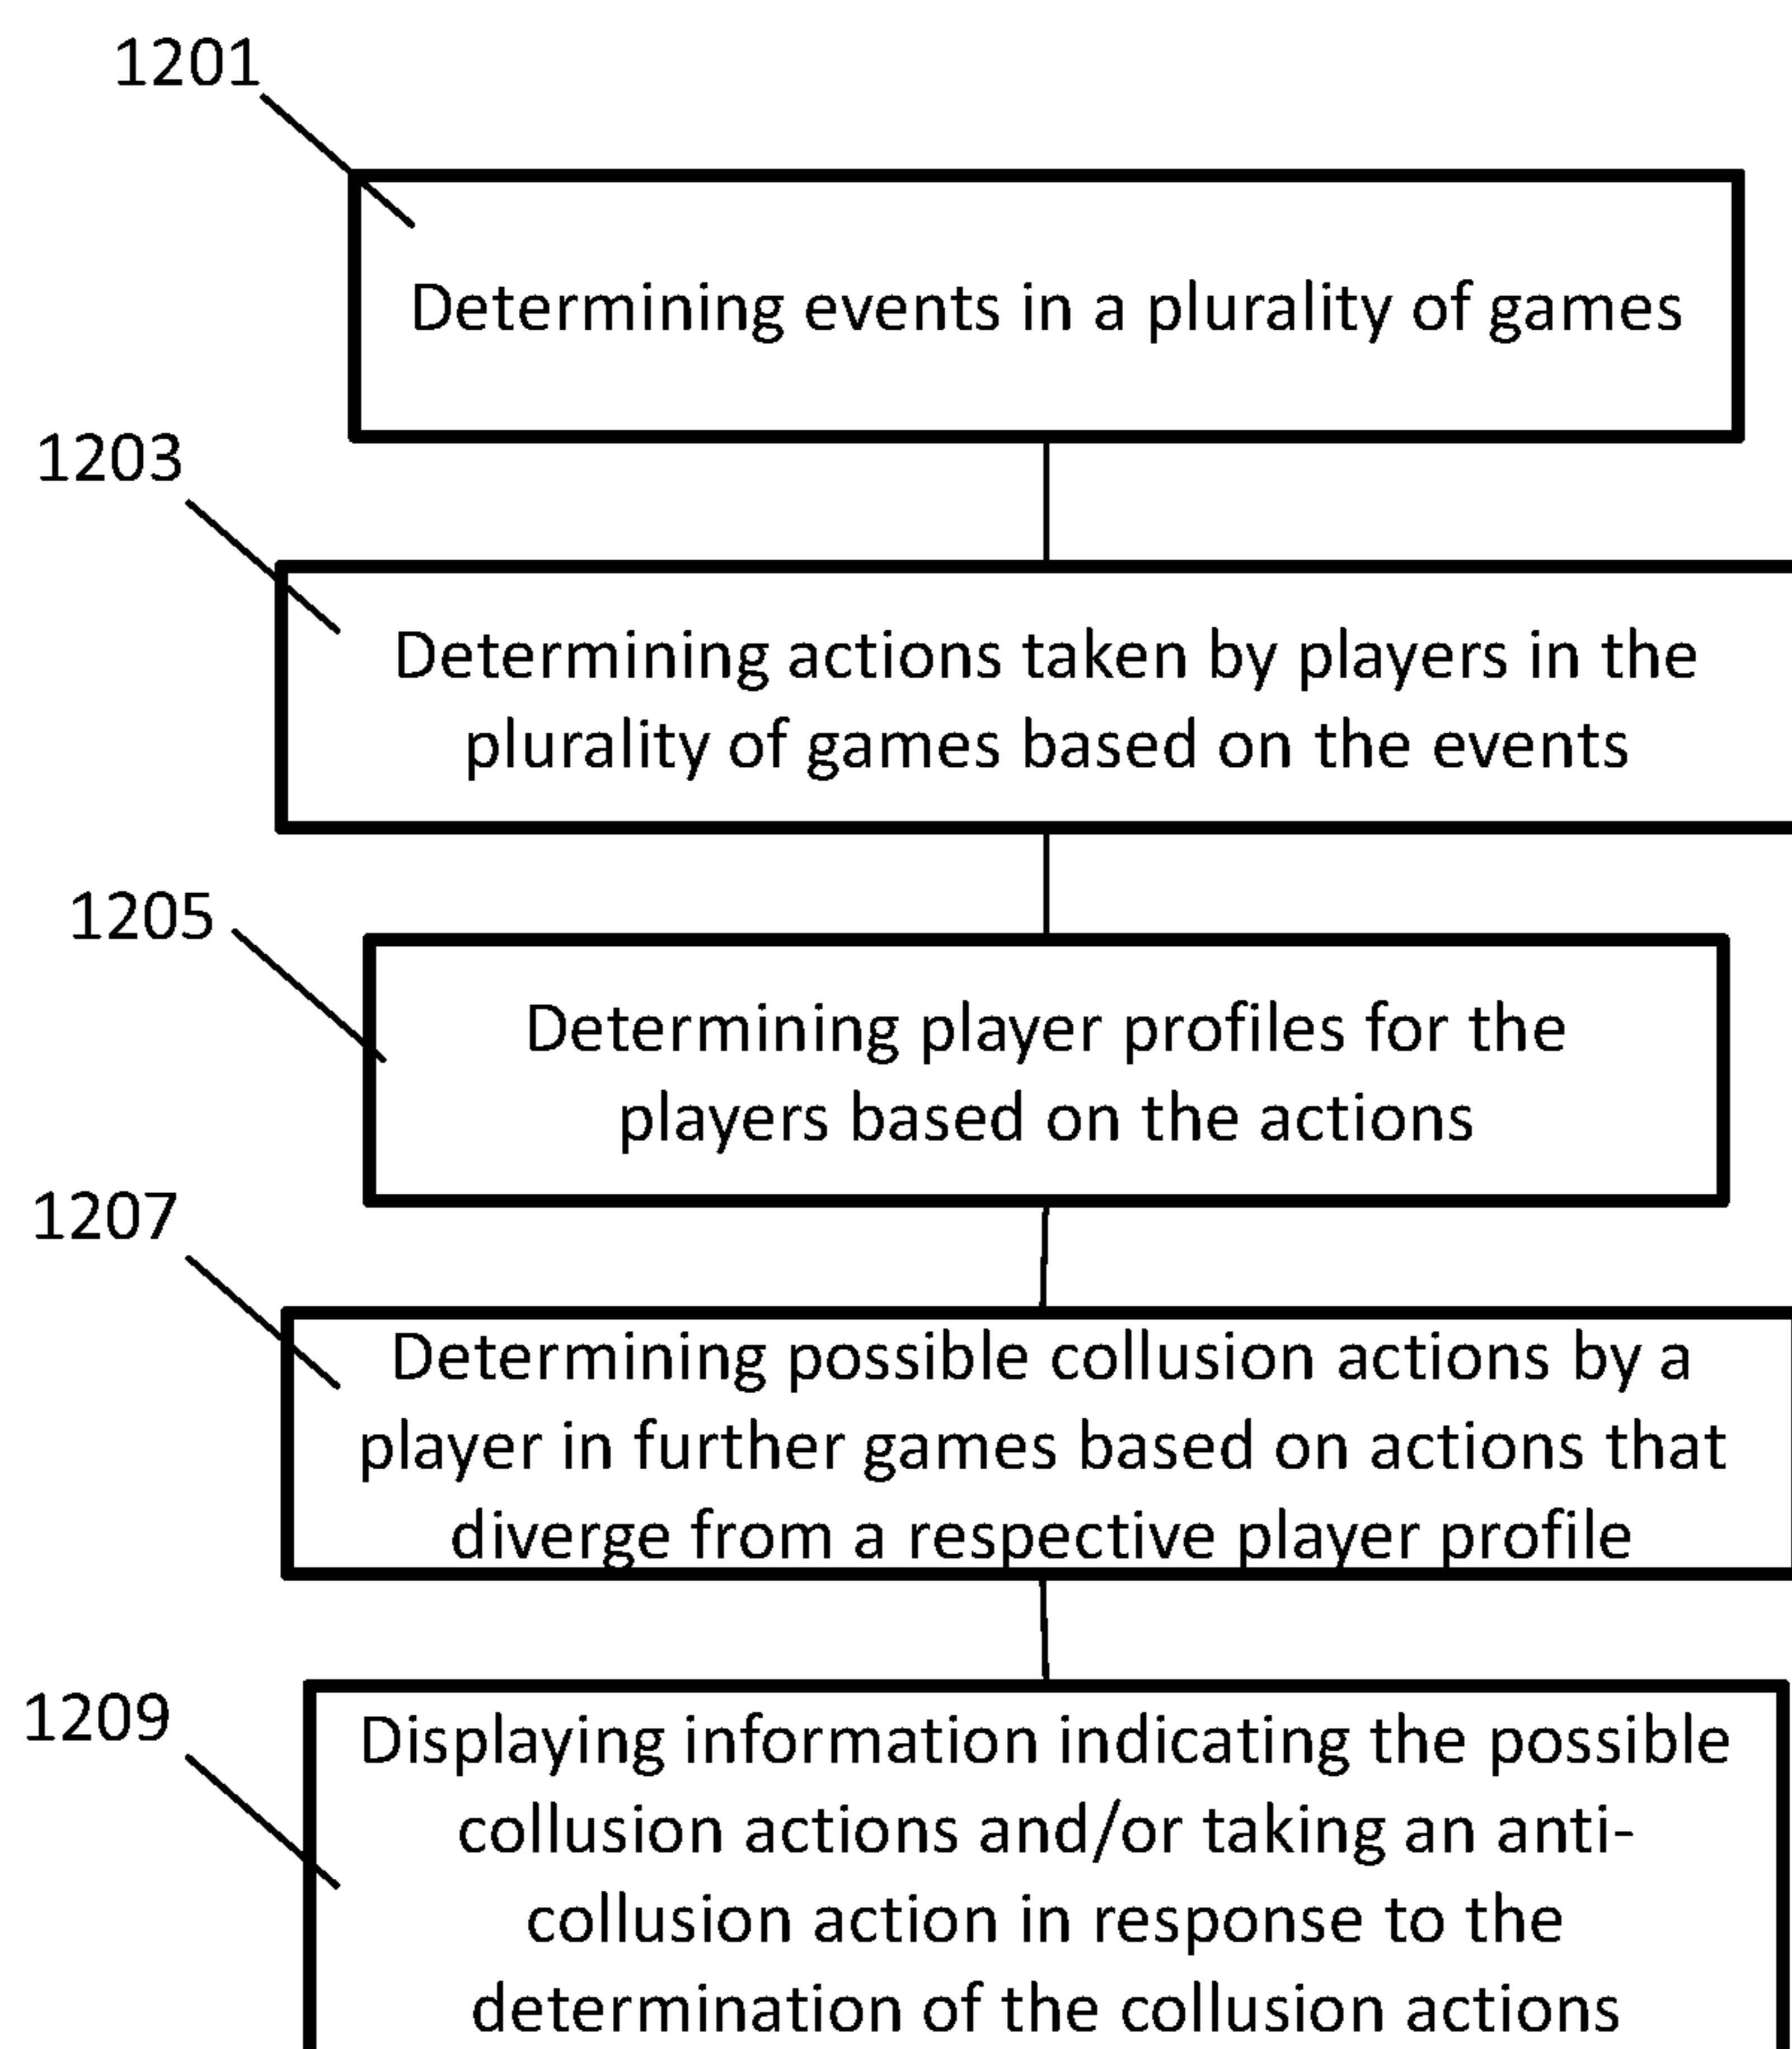 1201
Determining events in a plurality of games
1203
Determining actions taken by players in the
plurality of games based on the events
1205
Determining player profiles for the
players based on the actions
1207
Determining possible collusion actions by a
player in further games based on actions that
diverge from a respective player profile
1209
Displaying information indicating the possible
collusion actions and/or taking an anti-
collusion action in response to the
determination of the collusion actions